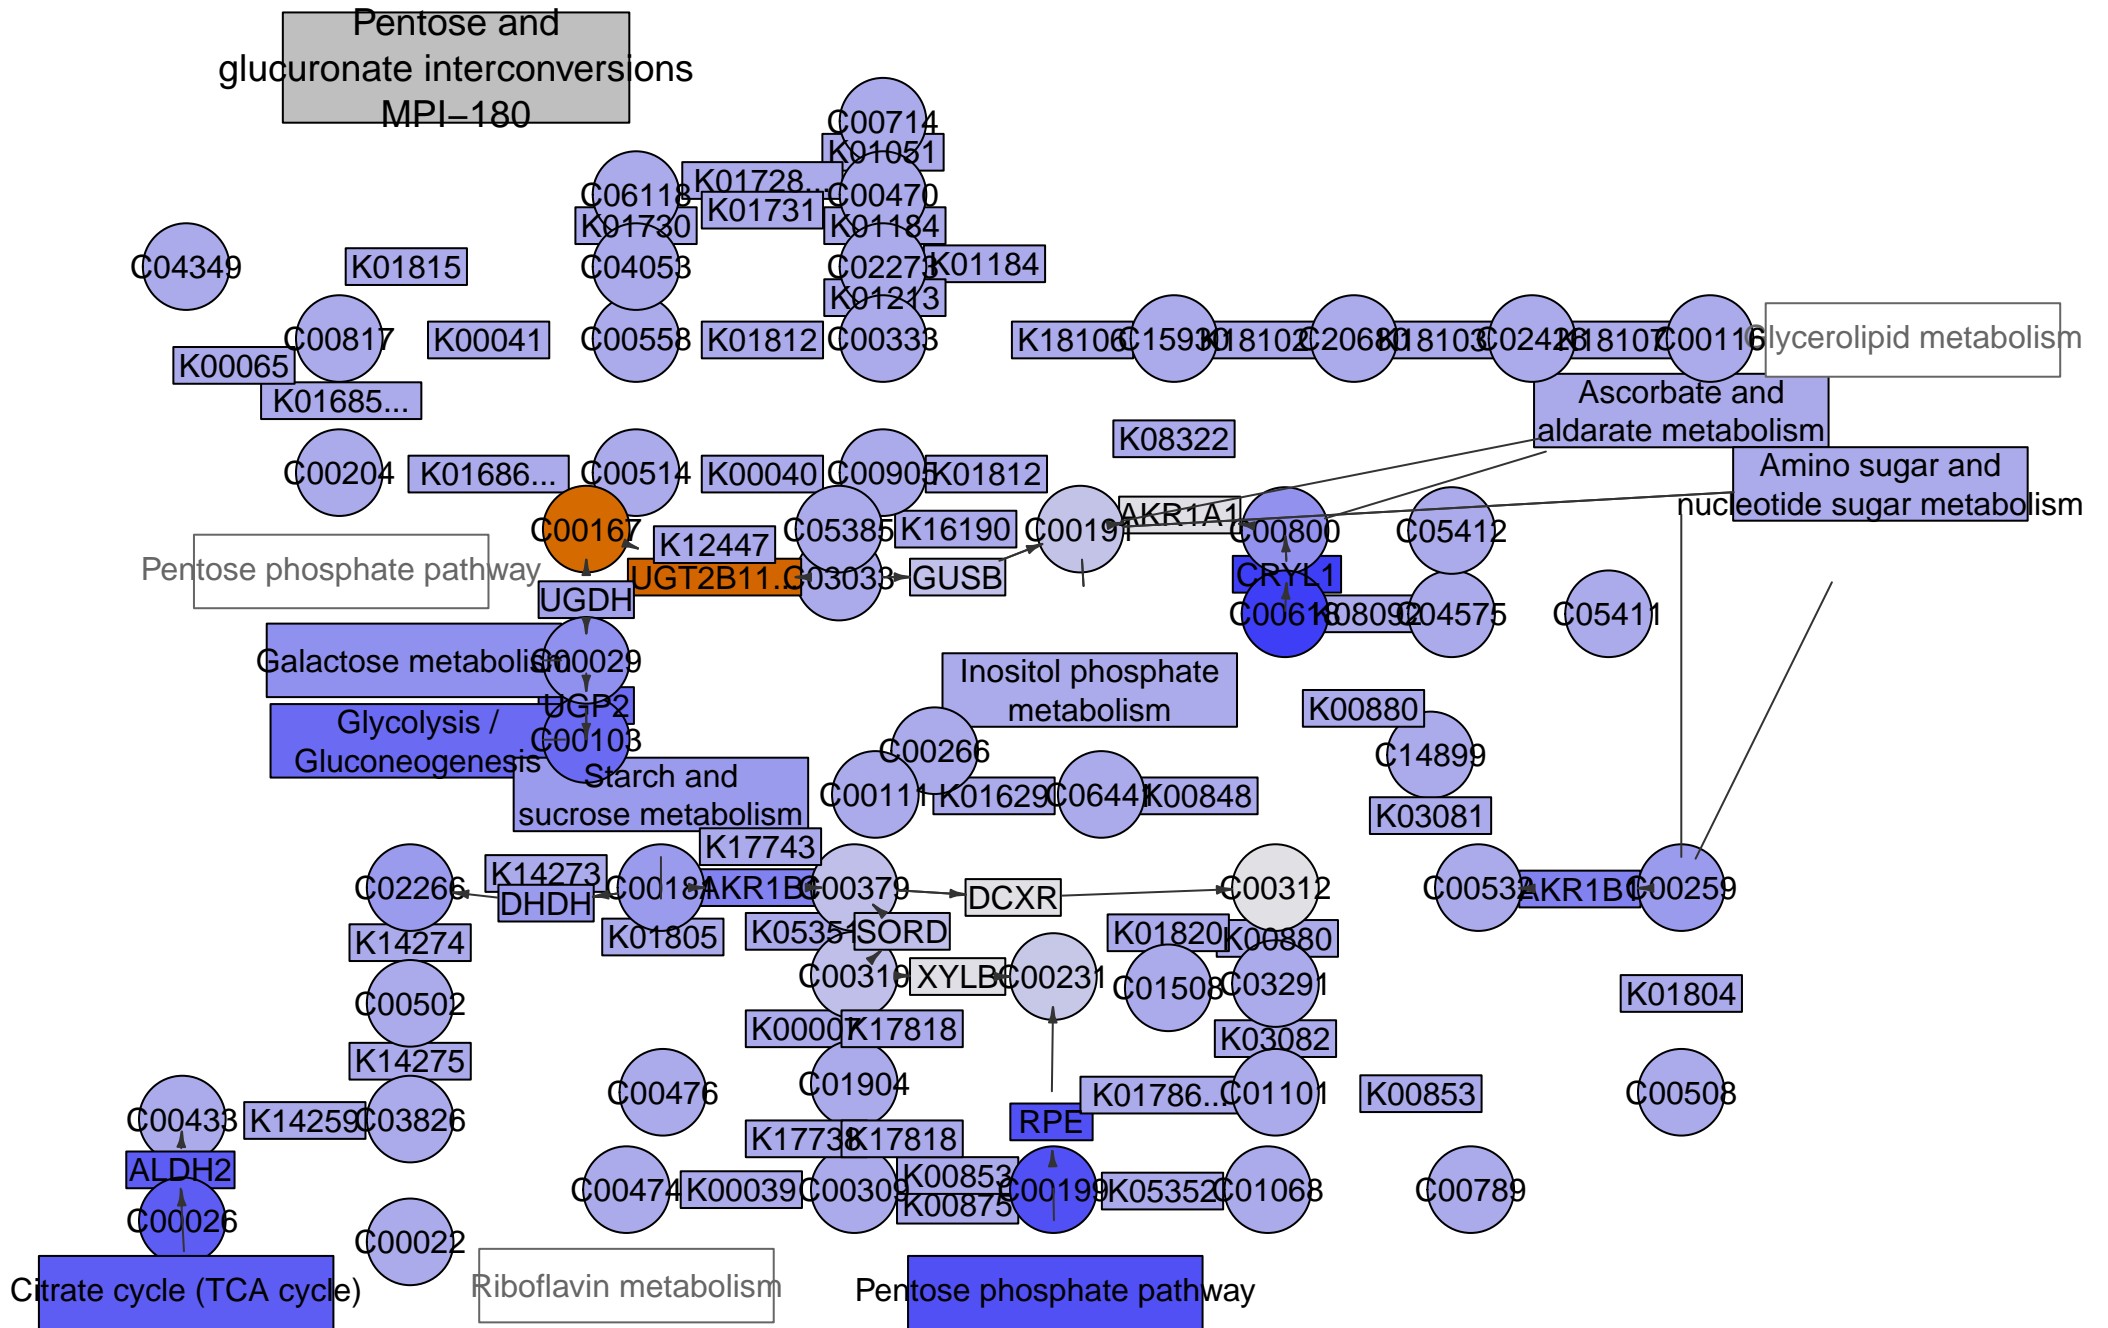 Pentose and
glucuronate interconversions
MPI–180
C00714
K01051
C06118
K01728...
C00470
K01731
K01730
K01184
C04349
K01815
C04053
C02273
K01184
K01213
C00817
K00041
C00558
K01812
C00333
K18106
C15930
K18102
C20680
K18103
C02426
K18107
C00116
Glycerolipid metabolism
K00065
K01685...
Ascorbate and
aldarate metabolism
K08322
C00204
K01686...
C00514
K00040
C00905
K01812
Amino sugar and
nucleotide sugar metabolism
C00167
K12447
C05385
K16190
C00191
AKR1A1
C00800
C05412
Pentose phosphate pathway
UGT2B11...
C03033
GUSB
CRYL1
UGDH
C00618
K08092
C04575
C05411
Galactose metabolism
C00029
Inositol phosphate
metabolism
UGP2
K00880
Glycolysis /
Gluconeogenesis
C00103
C00266
C14899
Starch and
sucrose metabolism
C00111
K01629
C06441
K00848
K03081
K17743
C02266
K14273
DHDH
C00181
AKR1B1
C00379
DCXR
C00312
C00532
AKR1B1
C00259
K14274
K01805
K05351
SORD
K01820
K00880
C00502
C00310
XYLB
C00231
C01508
C03291
K01804
K00007
K17818
K03082
K14275
C00476
C01904
K01786...
C01101
K00853
C00508
C00433
K14259
C03826
RPE
K17738
K17818
ALDH2
K00853
C00474
K00039
C00309
C00199
K05352
C01068
C00789
K00875
C00026
C00022
Citrate cycle (TCA cycle)
Riboflavin metabolism
Pentose phosphate pathway